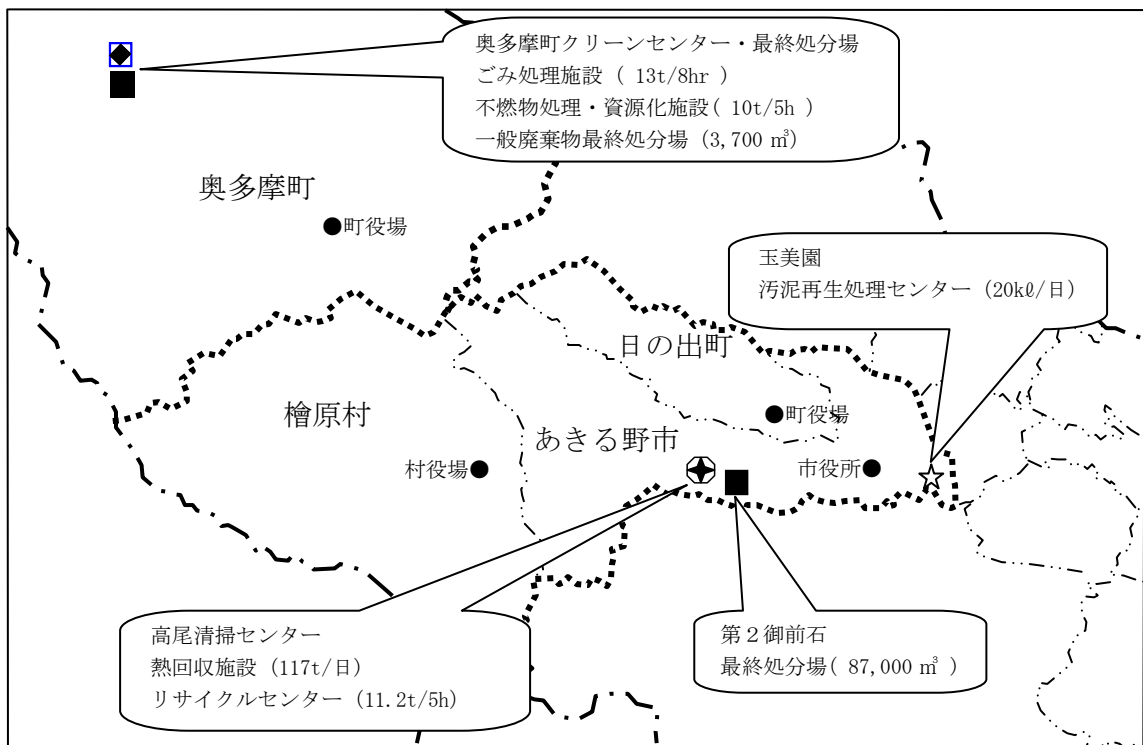 奥多摩町クリーンセンター・最終処分場
ごみ処理施設 ( 13t/8hr )
不燃物処理・資源化施設( 10t/5h )
一般廃棄物最終処分場 (3,700 ㎥)
奥多摩町
●町役場
玉美園
汚泥再生処理センター (20kℓ/日)
日の出町
檜原村
●町役場
あきる野市
村役場●
市役所●
高尾清掃センター
熱回収施設 (117t/日)
リサイクルセンター (11.2t/5h)
第2御前石
最終処分場( 87,000 ㎥ )